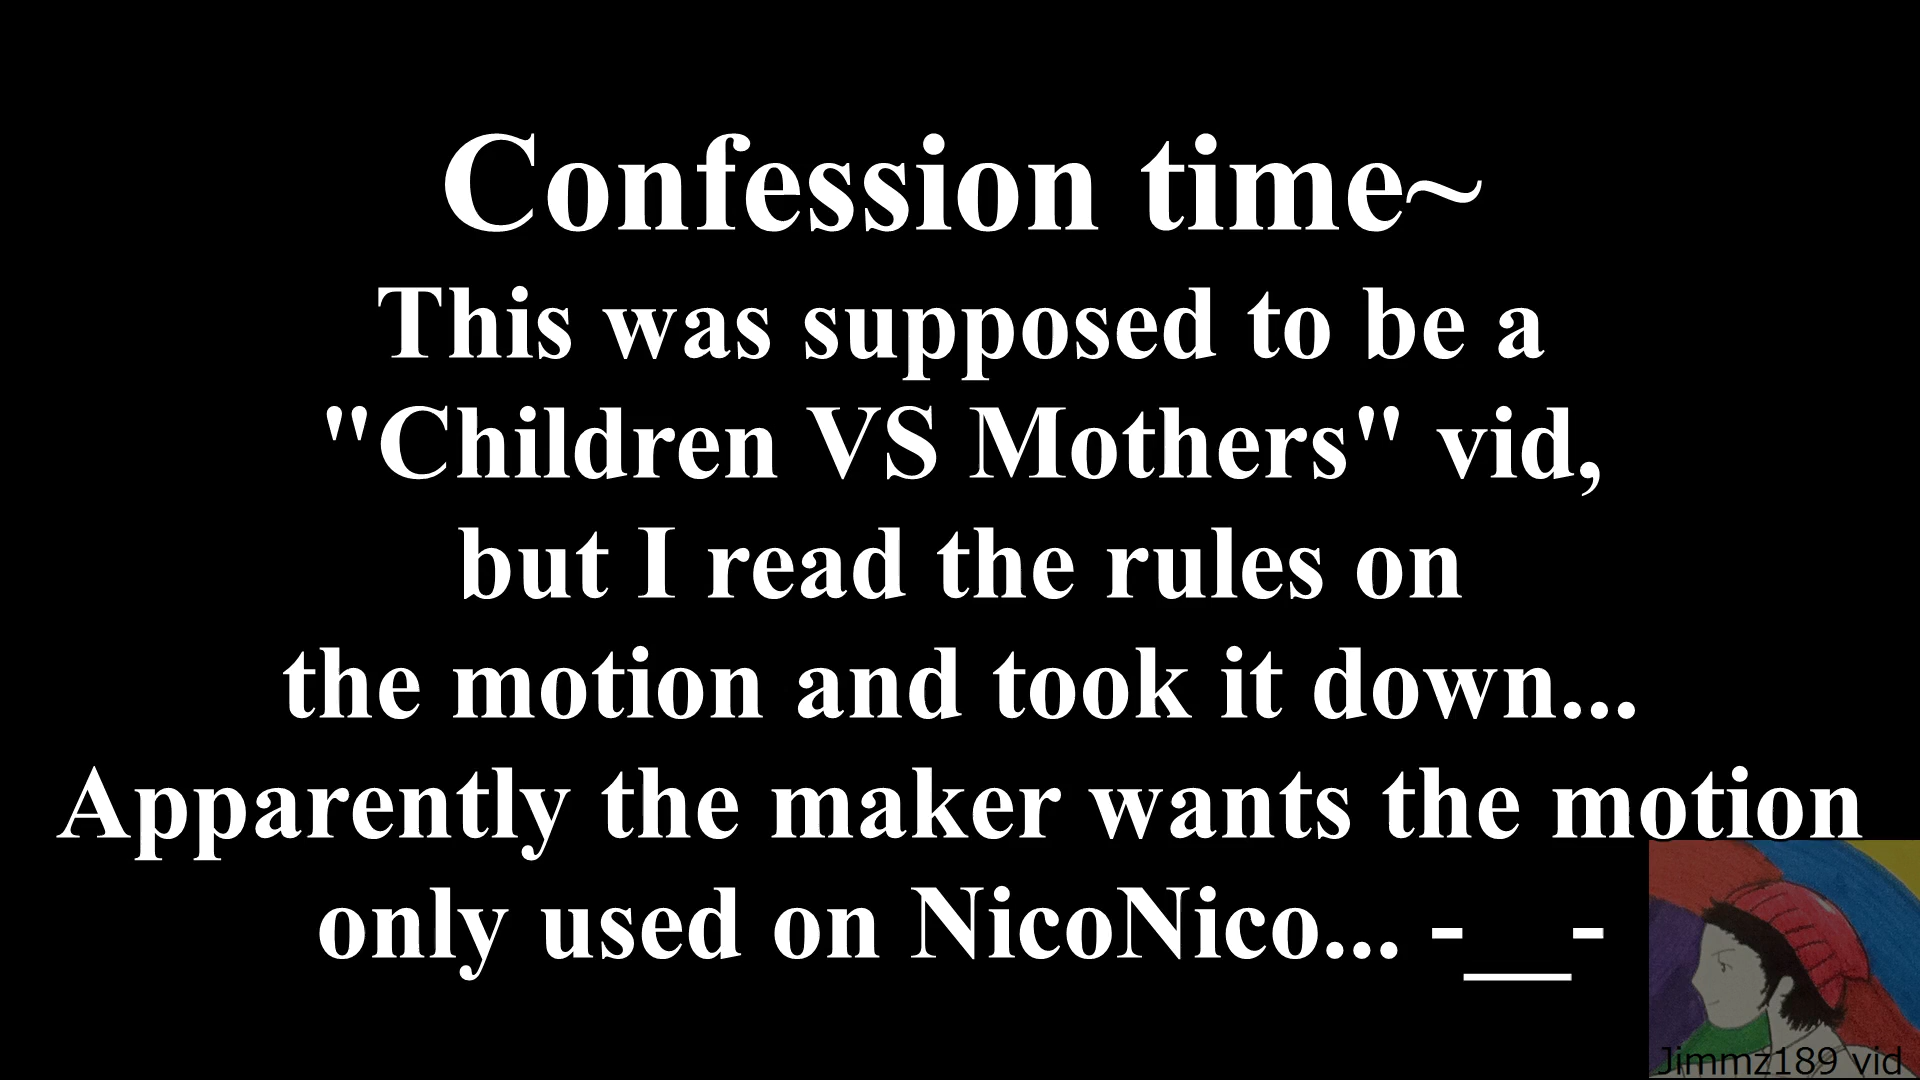 Confession time~
This was supposed to be a
"Children VS Mothers" vid,
but I read the rules on
the motion and took it down...
Apparently the maker wants the motion
only used on NicoNico... -__-
Jimmz189 vid